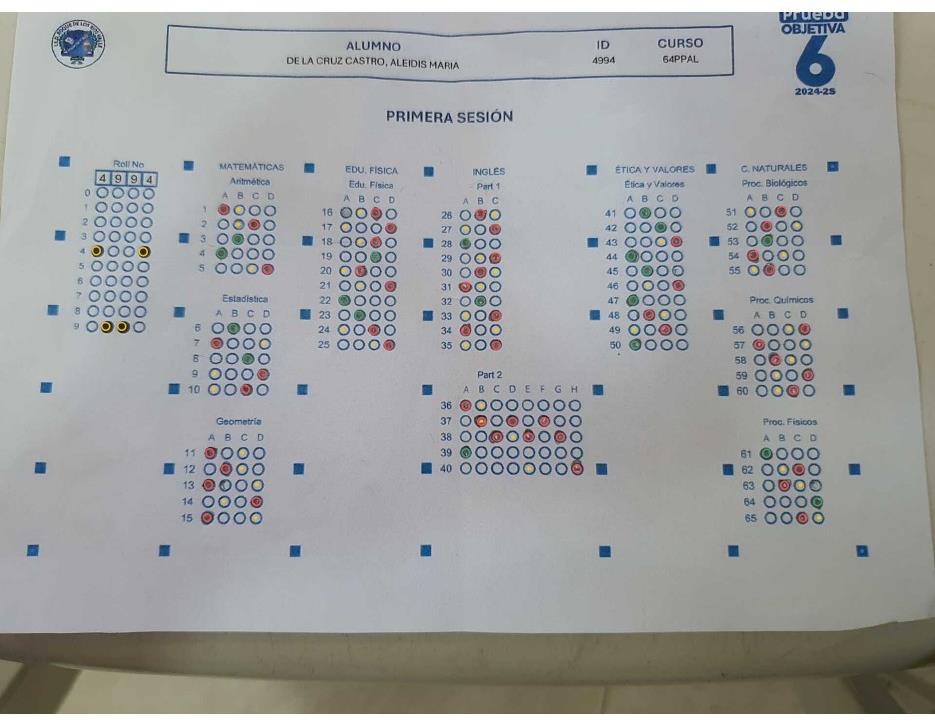 Prueba
OBJETIVA
6
2024-2S
ALUMNO ID CURSO
DE LA CRUZ CASTRO, ALEIDIS MARIA 4994 64PPAL
PRIMERA SESIÓN
Roll No
4 9 9 4
0
1
2
3
4
5
6
7
8
9
MATEMÁTICAS
Aritmética
A B C D
1
2
3
4
5
Estadística
A B C D
6
7
8
9
10
Geometría
A B C D
11
12
13
14
15
EDU. FÍSICA
Edu. Física
A B C D
16
17
18
19
20
21
22
23
24
25
INGLÉS
Part 1
A B C
26
27
28
29
30
31
32
33
34
35
Part 2
A B C D E F G H
36
37
38
39
40
ÉTICA Y VALORES
Ética y Valores
A B C D
41
42
43
44
45
46
47
48
49
50
C. NATURALES
Proc. Biológicos
A B C D
51
52
53
54
55
Proc. Químicos
A B C D
56
57
58
59
60
Proc. Físicos
A B C D
61
62
63
64
65